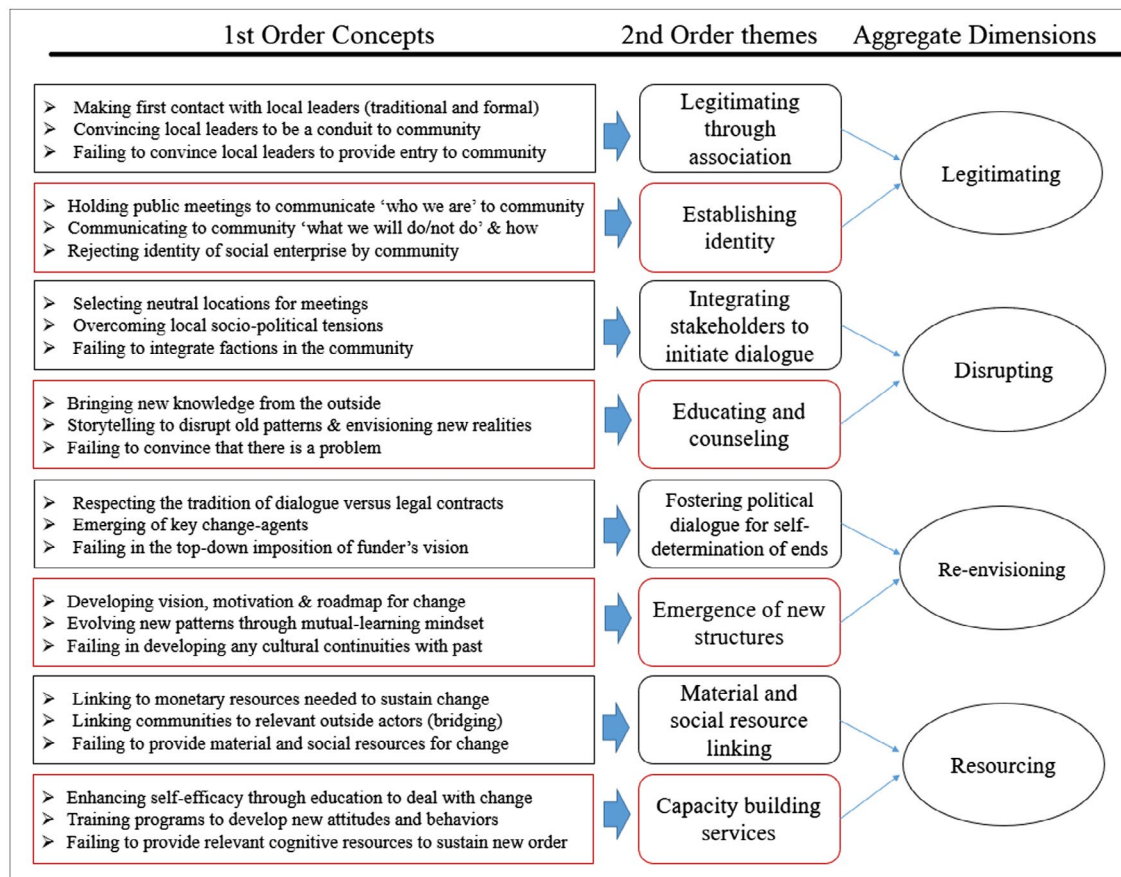 1st Order Concepts
2nd Order themes
Aggregate Dimensions
➢ Making first contact with local leaders (traditional and formal)
➢ Convincing local leaders to be a conduit to community
➢ Failing to convince local leaders to provide entry to community
Legitimating
through
association
➢ Holding public meetings to communicate ‘who we are’ to community
➢ Communicating to community ‘what we will do/not do’ & how
➢ Rejecting identity of social enterprise by community
Establishing
identity
Legitimating
➢ Selecting neutral locations for meetings
➢ Overcoming local socio-political tensions
➢ Failing to integrate factions in the community
Integrating
stakeholders to
initiate dialogue
➢ Bringing new knowledge from the outside
➢ Storytelling to disrupt old patterns & envisioning new realities
➢ Failing to convince that there is a problem
Educating and
counseling
Disrupting
➢ Respecting the tradition of dialogue versus legal contracts
➢ Emerging of key change-agents
➢ Failing in the top-down imposition of funder’s vision
Fostering political
dialogue for self-
determination of ends
➢ Developing vision, motivation & roadmap for change
➢ Evolving new patterns through mutual-learning mindset
➢ Failing in developing any cultural continuities with past
Emergence of new
structures
Re-envisioning
➢ Linking to monetary resources needed to sustain change
➢ Linking communities to relevant outside actors (bridging)
➢ Failing to provide material and social resources for change
Material and
social resource
linking
➢ Enhancing self-efficacy through education to deal with change
➢ Training programs to develop new attitudes and behaviors
➢ Failing to provide relevant cognitive resources to sustain new order
Capacity building
services
Resourcing